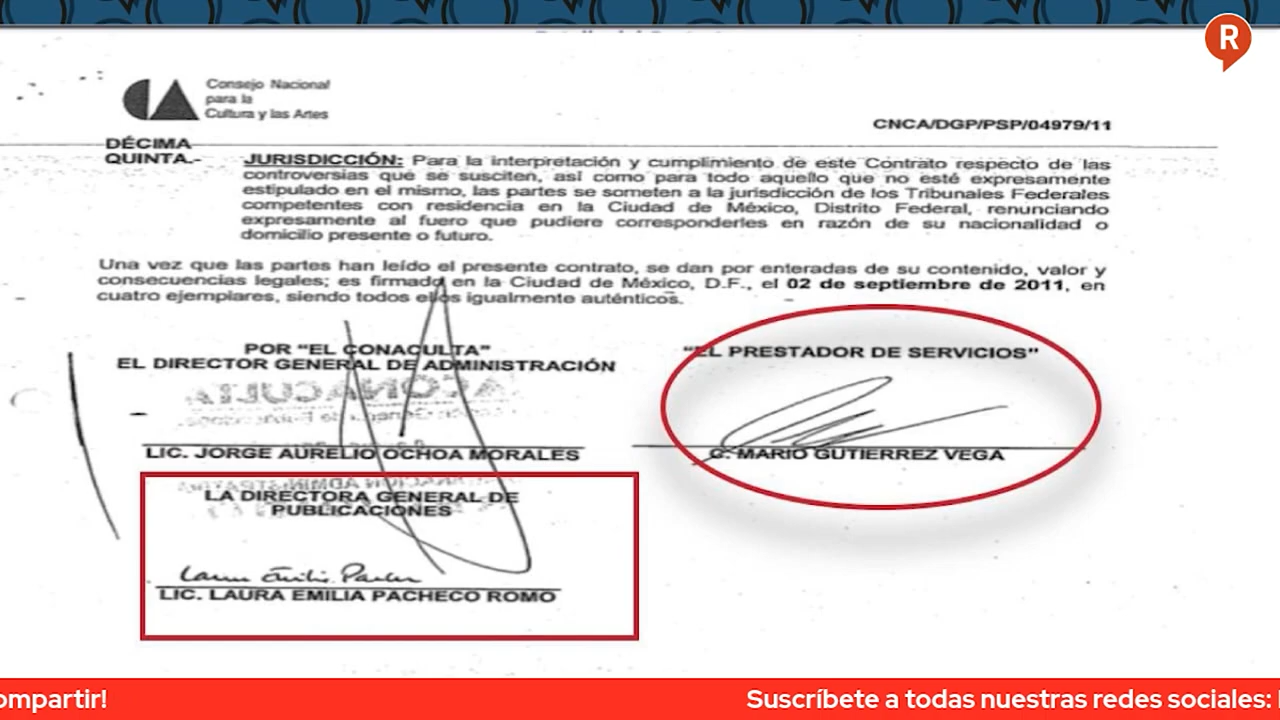 R
Consejo Nacional
para la
Cultura y las Artes
CNCA/DGP/PSP/04979/11
DÉCIMA
QUINTA.-
JURISDICCIÓN: Para la interpretación y cumplimiento de este Contrato respecto de las
controversias que se susciten, así como para todo aquello que no esté expresamente
estipulado en el mismo, las partes se someten a la jurisdicción de los Tribunales Federales
competentes con residencia en la Ciudad de México, Distrito Federal, renunciando
expresamente al fuero que pudiere corresponderles en razón de su nacionalidad o
domicilio presente o futuro.
Una vez que las partes han leído el presente contrato, se dan por enteradas de su contenido, valor y
consecuencias legales; es firmado en la Ciudad de México, D.F., el 02 de septiembre de 2011, en
cuatro ejemplares, siendo todos ellos igualmente auténticos.
POR "EL CONACULTA"
EL DIRECTOR GENERAL DE ADMINISTRACIÓN
LIC. JORGE AURELIO OCHOA MORALES
"EL PRESTADOR DE SERVICIOS"
C. MARIO GUTIERREZ VEGA
LA DIRECTORA GENERAL DE
PUBLICACIONES
Laura Emilia Pacheco
LIC. LAURA EMILIA PACHECO ROMO
ompartir!
Suscríbete a todas nuestras redes sociales: